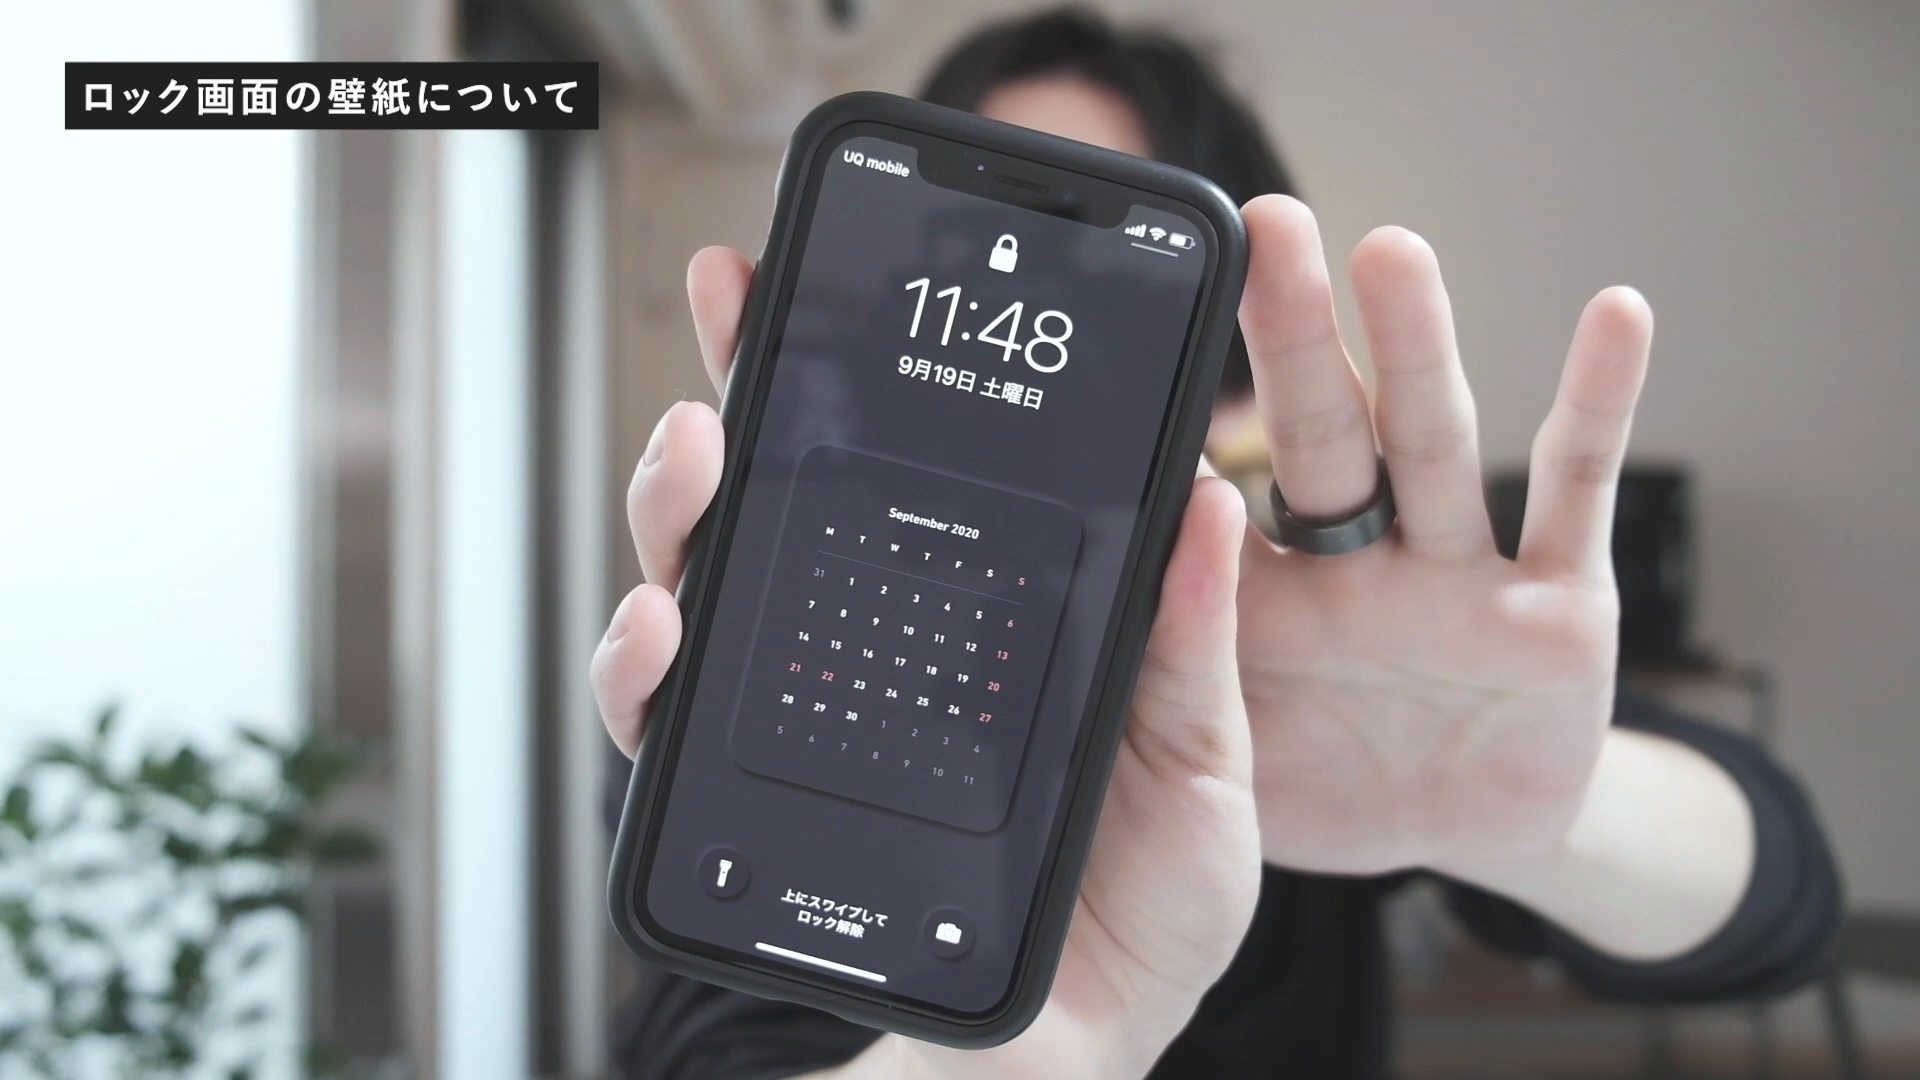 ロック画面の壁紙について
UQ mobile
11:48
9月19日 土曜日
September 2020
M T W T F S S
31 1 2 3 4 5 6
7 8 9 10 11 12 13
14 15 16 17 18 19 20
21 22 23 24 25 26 27
28 29 30 1 2 3 4
5 6 7 8 9 10 11
上にスワイプして
ロック解除